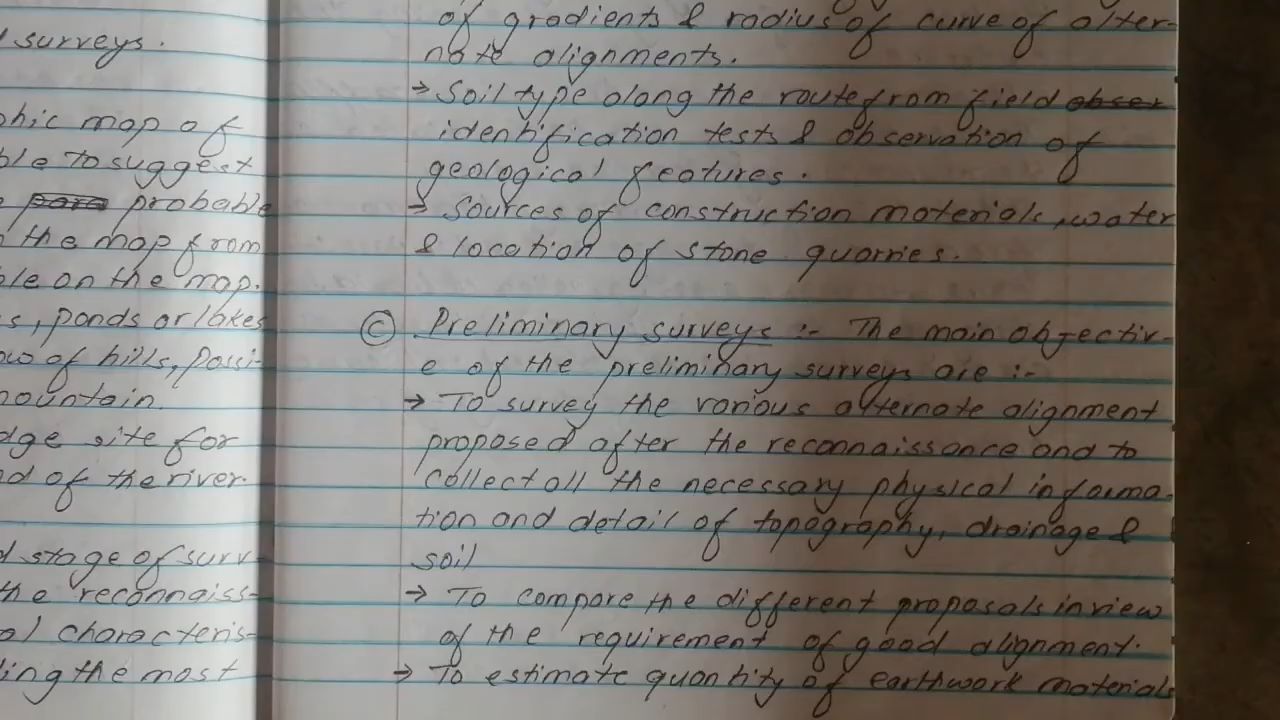 surveys.
phic map of
ble to suggest
probable
the map from
ble on the map.
s, ponds or lakes
of hills, possi-
mountain.
dge site for
d of the river.
stage of surv-
the reconnaiss-
al characteris-
ing the most
of gradients & radius of curve of alter-
nate alignments.
→ Soil type along the route from field obser
identification tests & observation of
geological features.
→ Sources of construction materials, water
& location of stone quarries.
(C) Preliminary surveys :- The main objectiv-
e of the preliminary surveys are :-
→ To survey the various alternate alignment
proposed after the reconnaissance and to
collect all the necessary physical informa-
tion and detail of topography, drainage &
soil
→ To compare the different proposals in view
of the requirement of good alignment.
→ To estimate quantity of earthwork materials